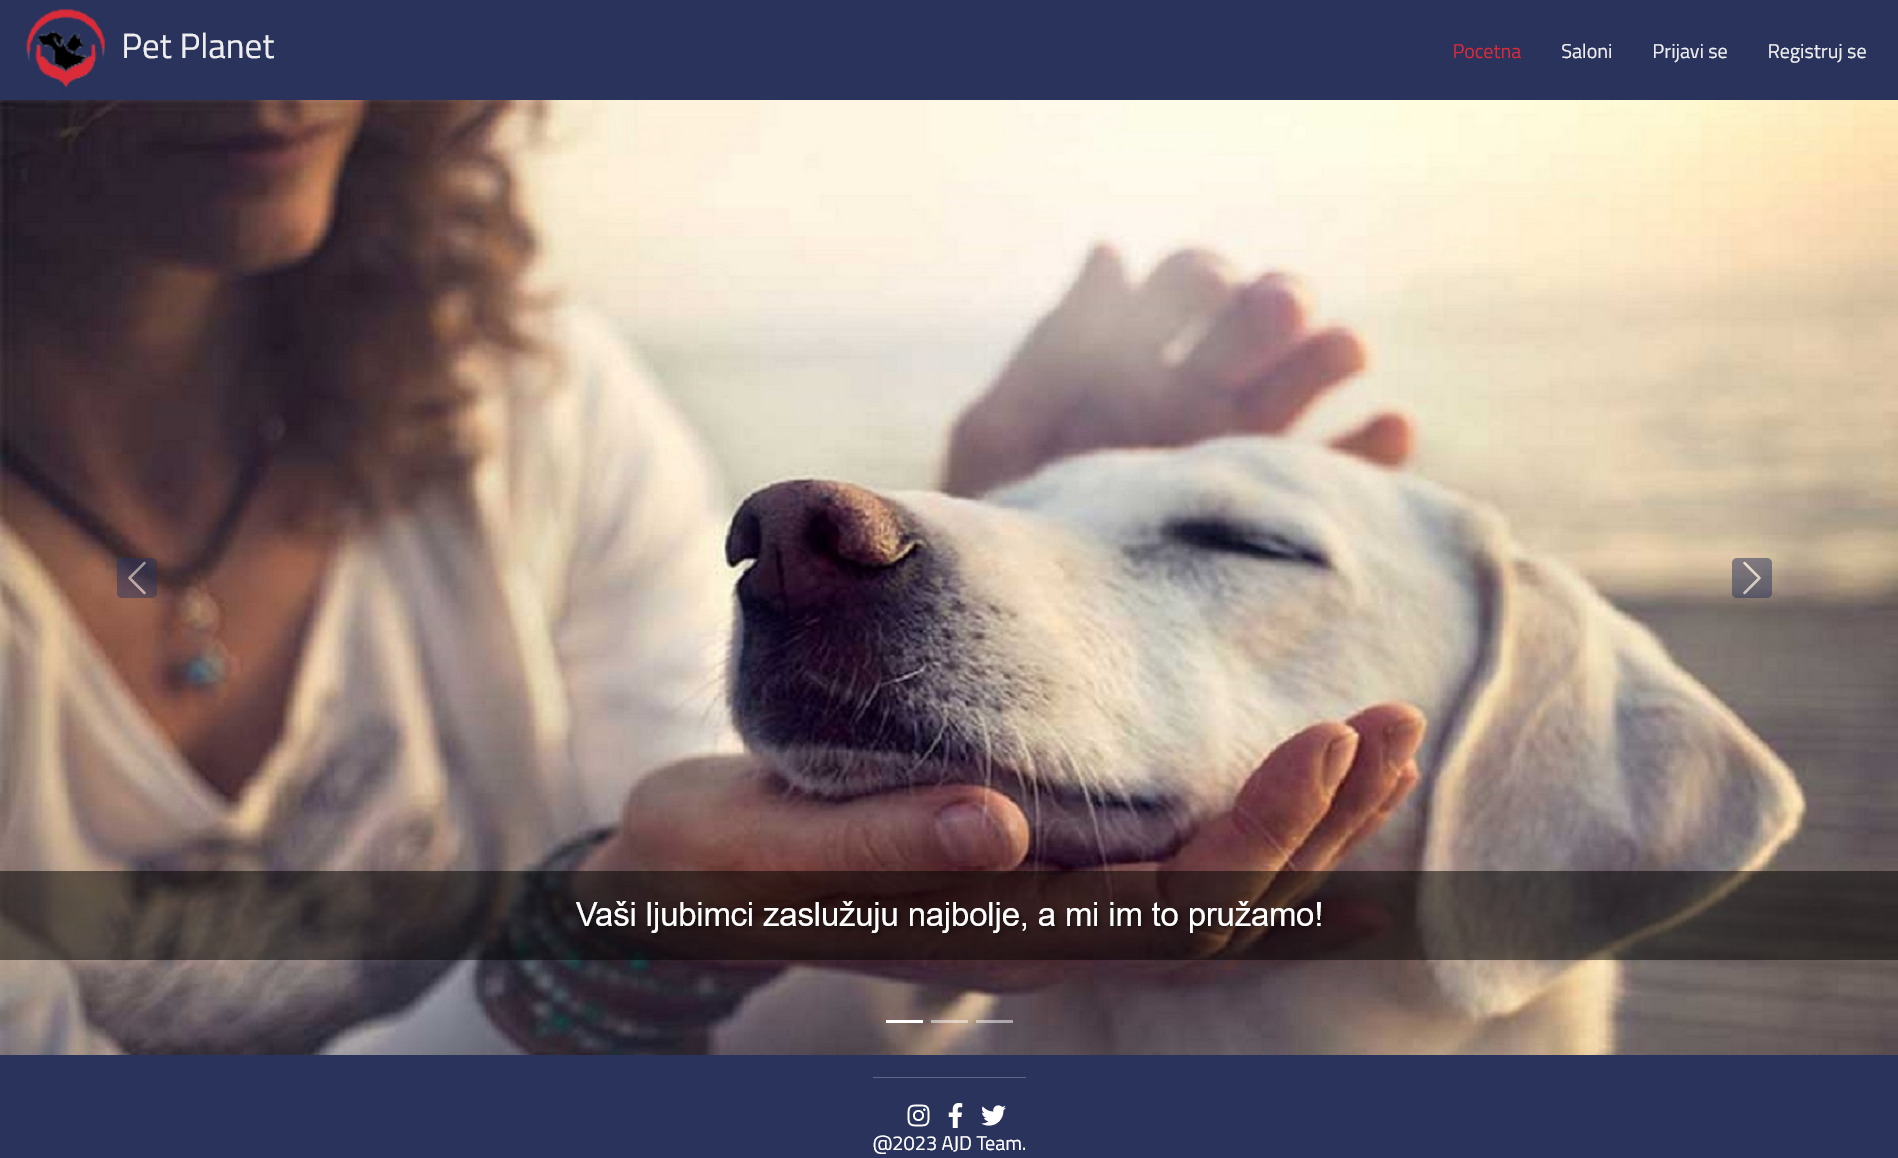 Pet Planet
Pocetna
Saloni
Prijavi se
Registruj se
Vaši ljubimci zaslužuju najbolje, a mi im to pružamo!
@2023 AJD Team.